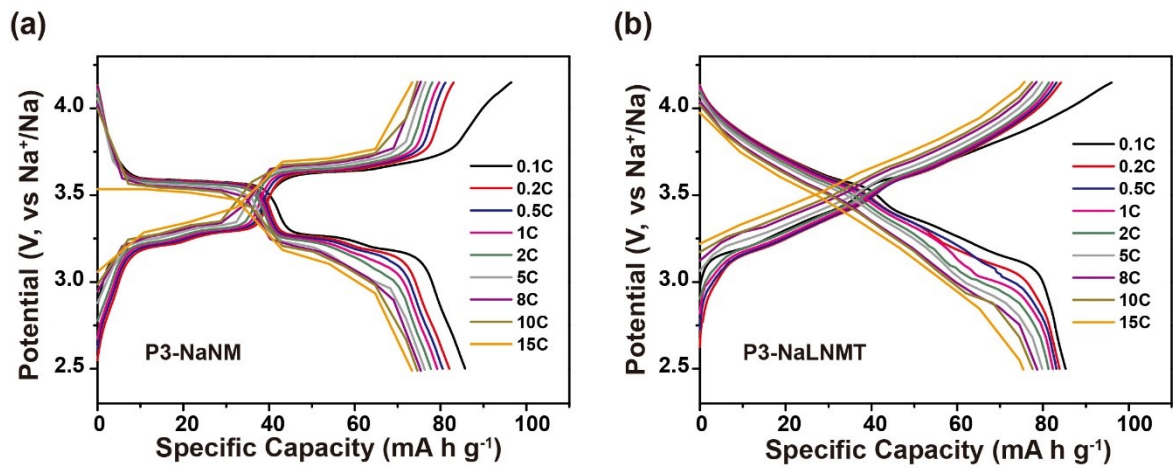 (a)
Potential (V, vs Na⁺/Na)
4.0
3.5
3.0
2.5
0.1C
0.2C
0.5C
1C
2C
5C
8C
10C
15C
P3-NaNM
0 20 40 60 80 100
Specific Capacity (mA h g⁻¹)
(b)
Potential (V, vs Na⁺/Na)
4.0
3.5
3.0
2.5
0.1C
0.2C
0.5C
1C
2C
5C
8C
10C
15C
P3-NaLNMT
0 20 40 60 80 100
Specific Capacity (mA h g⁻¹)